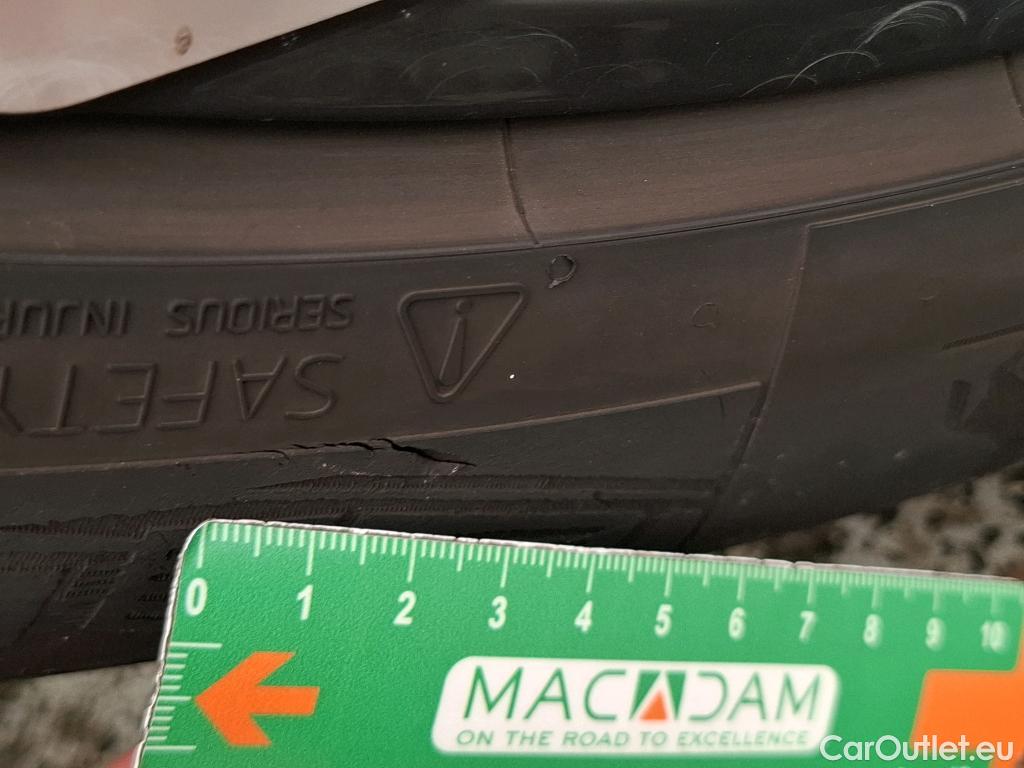 SAFETY
SERIOUS INJUR
0 1 2 3 4 5 6 7 8 9 10
MACADAM
ON THE ROAD TO EXCELLENCE
CarOutlet.eu